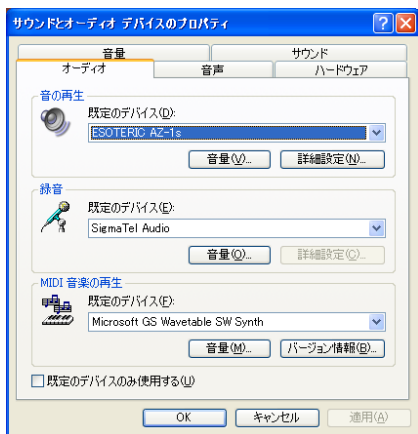 サウンドとオーディオ デバイスのプロパティ
音量 サウンド
オーディオ 音声 ハードウェア
音の再生
既定のデバイス(D):
ESOTERIC AZ-1s
音量(V)... 詳細設定(N)...
録音
既定のデバイス(E):
SigmaTel Audio
音量(O)... 詳細設定(C)...
MIDI 音楽の再生
既定のデバイス(F):
Microsoft GS Wavetable SW Synth
音量(M)... バージョン情報(B)...
既定のデバイスのみ使用する(U)
OK キャンセル 適用(A)